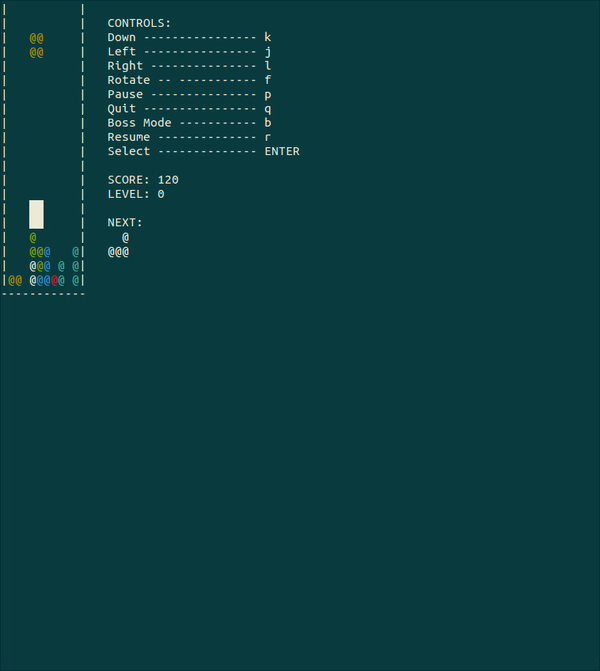 |          |
|          |   CONTROLS:
|   @@     |   Down ---------------- k
|   @@     |   Left ---------------- j
|          |   Right --------------- l
|          |   Rotate -- ----------- f
|          |   Pause --------------- p
|          |   Quit ---------------- q
|          |   Boss Mode ----------- b
|          |   Resume -------------- r
|          |   Select -------------- ENTER
|          |
|          |   SCORE: 120
|          |   LEVEL: 0
|          |
|          |   NEXT:
|   @      |     @
|   @@@   @|   @@@
|   @@@ @ @|
|@@ @@@@@ @|
------------